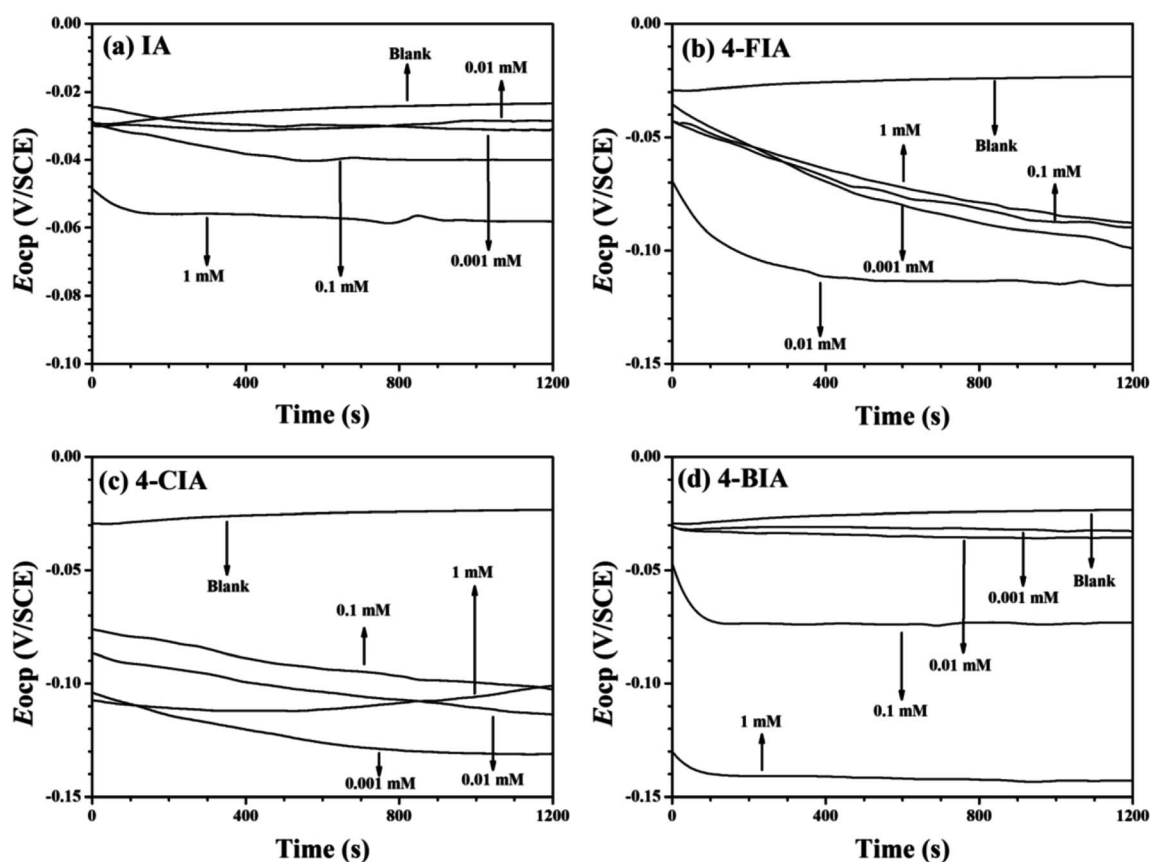 0.00
(a) IA
Blank
0.01 mM
-0.02
-0.04
-0.06
-0.08
-0.10
1 mM
0.1 mM
0.001 mM
Eocp (V/SCE)
0 400 800 1200
Time (s)
0.00
(b) 4-FIA
-0.05
1 mM
Blank
0.1 mM
-0.10
0.001 mM
0.01 mM
-0.15
Eocp (V/SCE)
0 400 800 1200
Time (s)
0.00
(c) 4-CIA
Blank
1 mM
-0.05
0.1 mM
-0.10
0.001 mM
0.01 mM
-0.15
Eocp (V/SCE)
0 400 800 1200
Time (s)
0.00
(d) 4-BIA
0.001 mM
Blank
-0.05
0.01 mM
0.1 mM
-0.10
1 mM
-0.15
Eocp (V/SCE)
0 400 800 1200
Time (s)